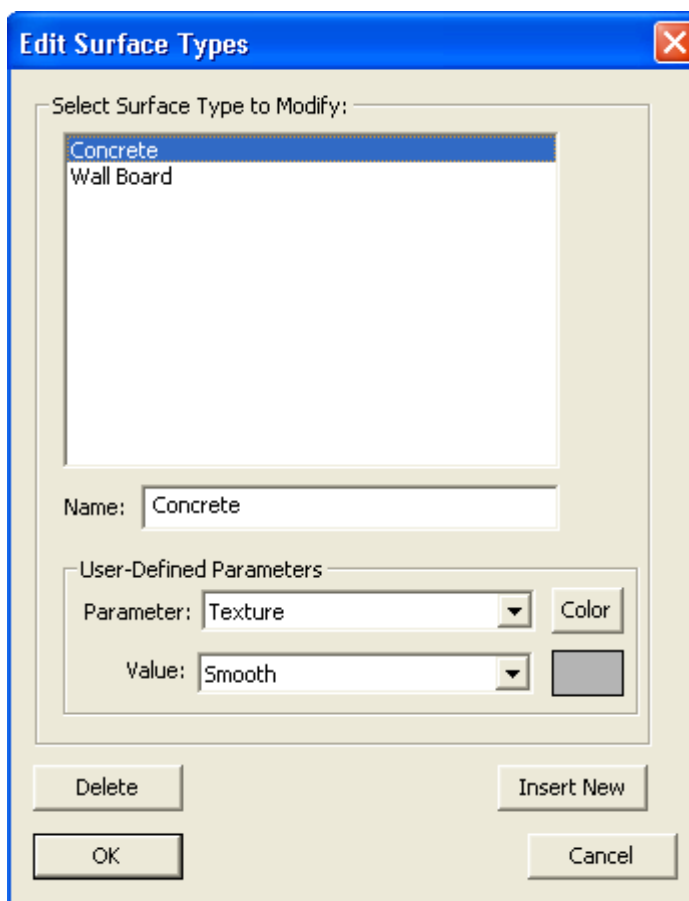 Edit Surface Types
Select Surface Type to Modify:
Concrete
Wall Board
Name: Concrete
User-Defined Parameters
Parameter: Texture Color
Value: Smooth
Delete Insert New
OK Cancel